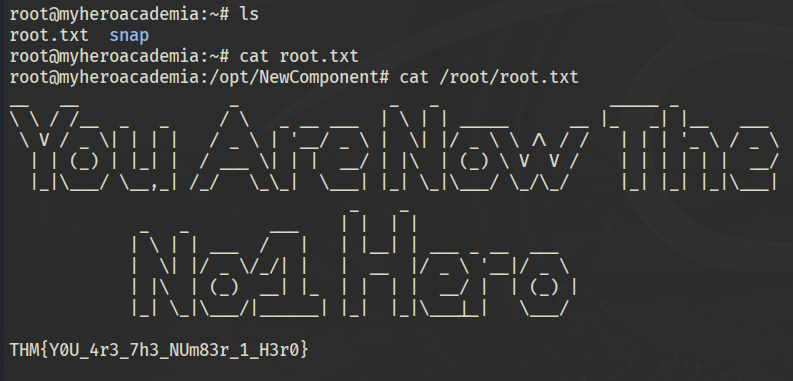 root@myheroacademia:~# ls
root.txt  snap
root@myheroacademia:~# cat root.txt
root@myheroacademia:/opt/NewComponent# cat /root/root.txt
You Are Now The
No1 Hero
THM{Y0U_4r3_7h3_NUm83r_1_H3r0}